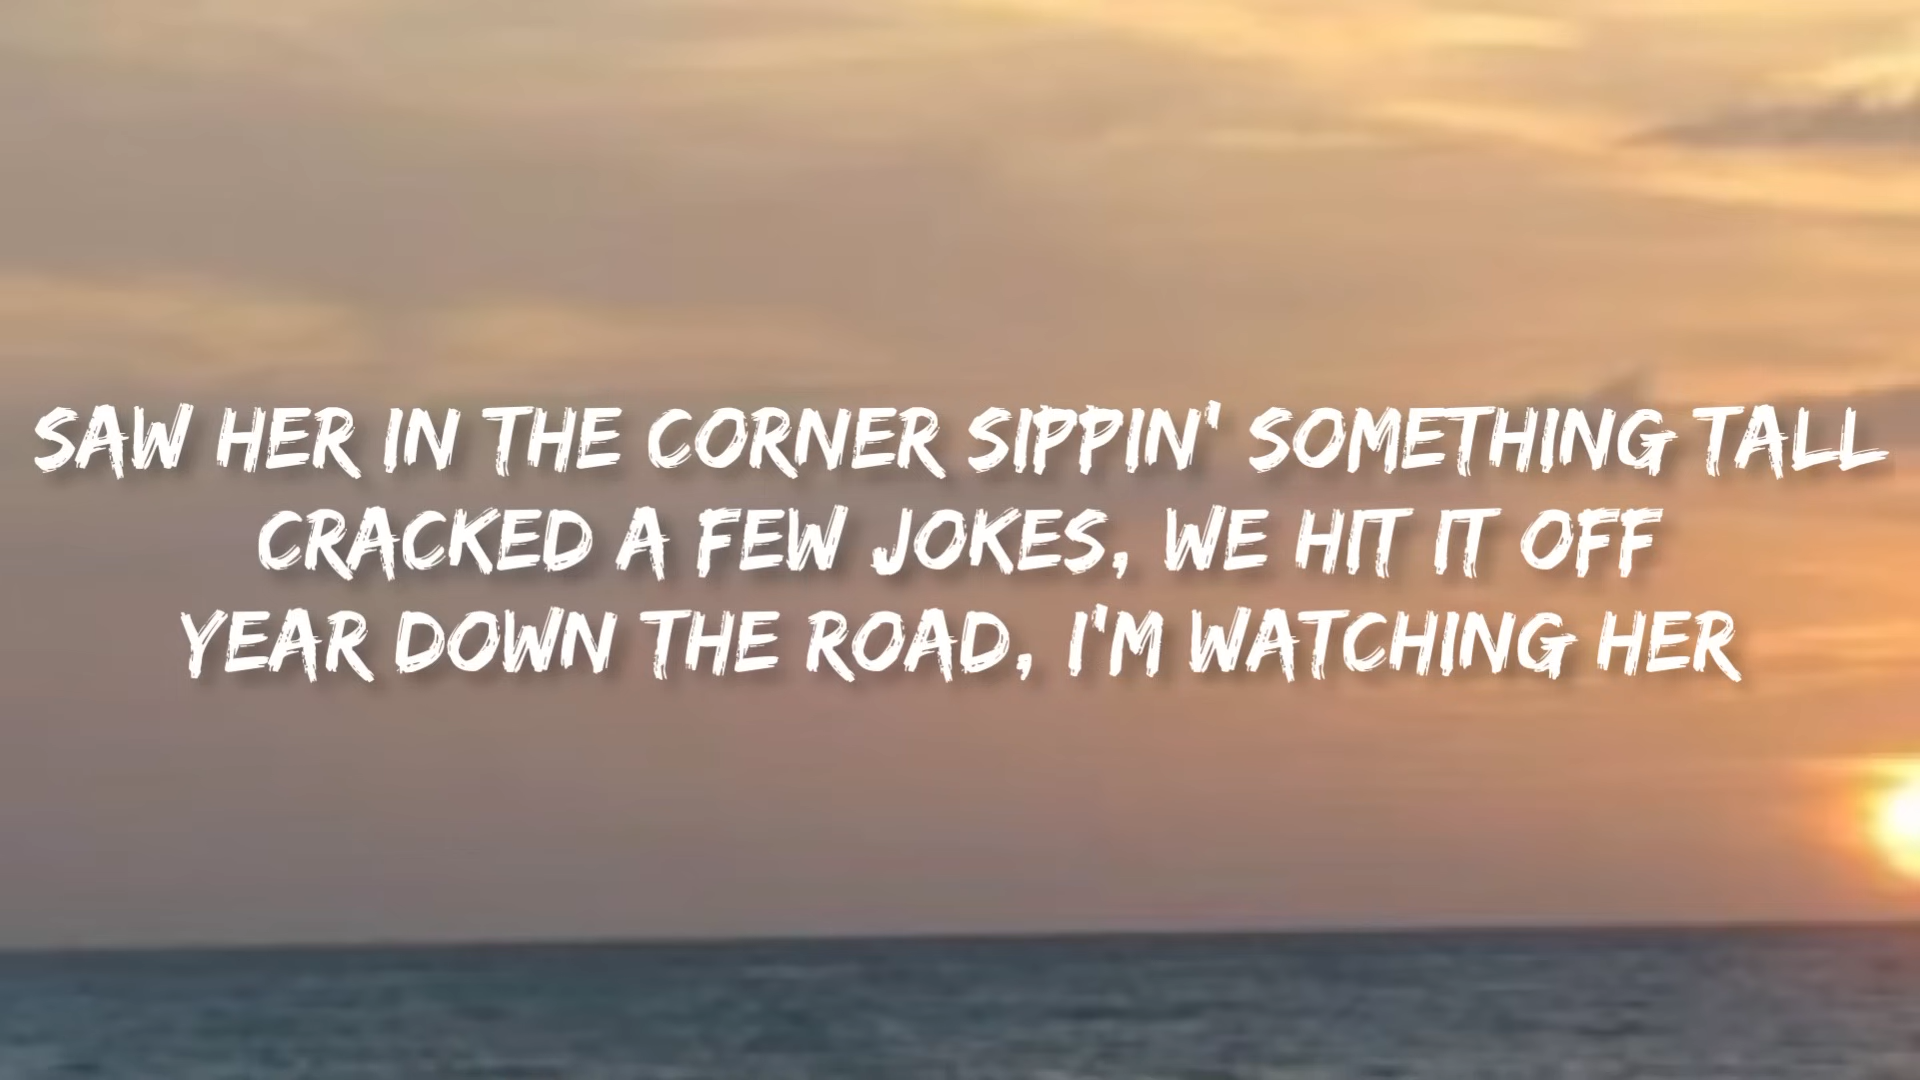 SAW HER IN THE CORNER SIPPIN' SOMETHING TALL
CRACKED A FEW JOKES, WE HIT IT OFF
YEAR DOWN THE ROAD, I'M WATCHING HER